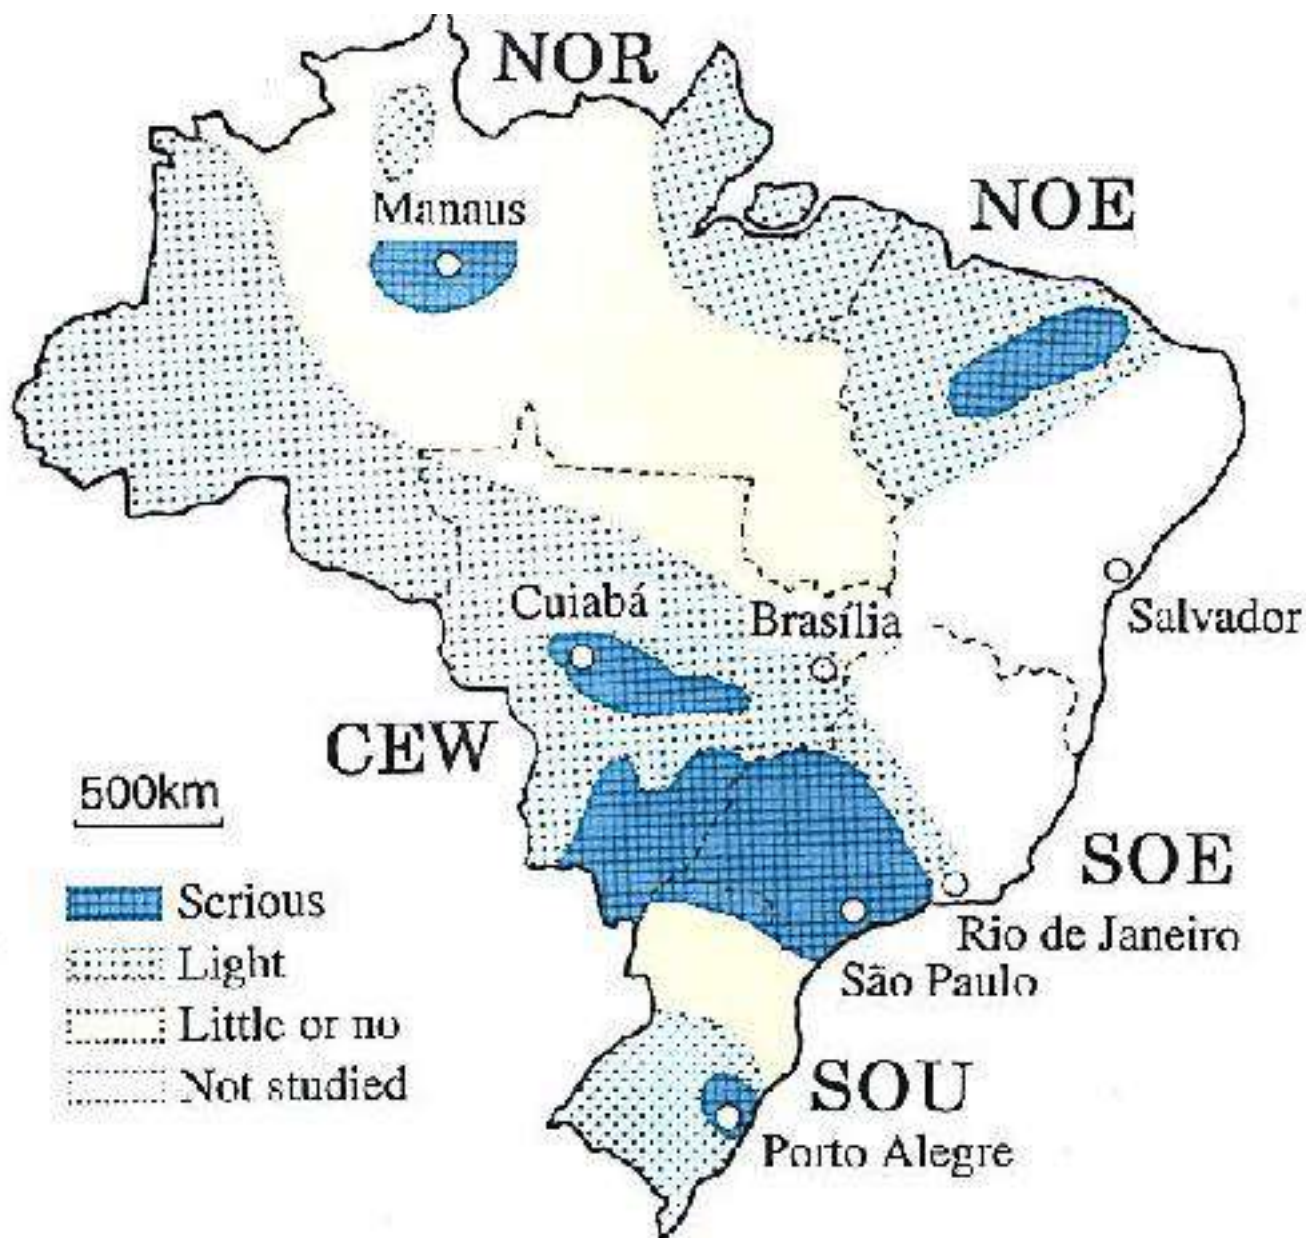 NOR
NOE
Manaus
Cuiabá
Brasília
Salvador
CEW
500km
SOE
Serious
Light
Rio de Janeiro
São Paulo
Little or no
Not studied
SOU
Porto Alegre